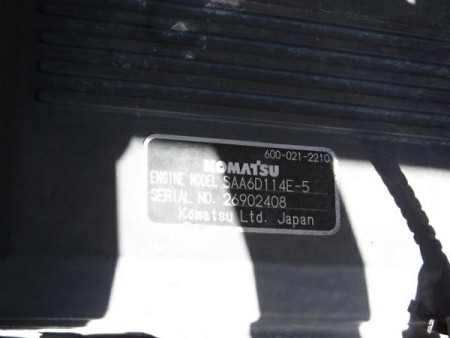 600-021-2210
KOMATSU
ENGINE MODEL SAA6D114E-5
SERIAL NO. 26902408
Komatsu Ltd. Japan